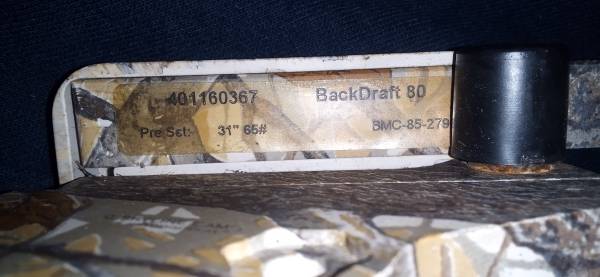 401160367 BackDraft 80
Pre Set: 31" 65# BMC-85-279